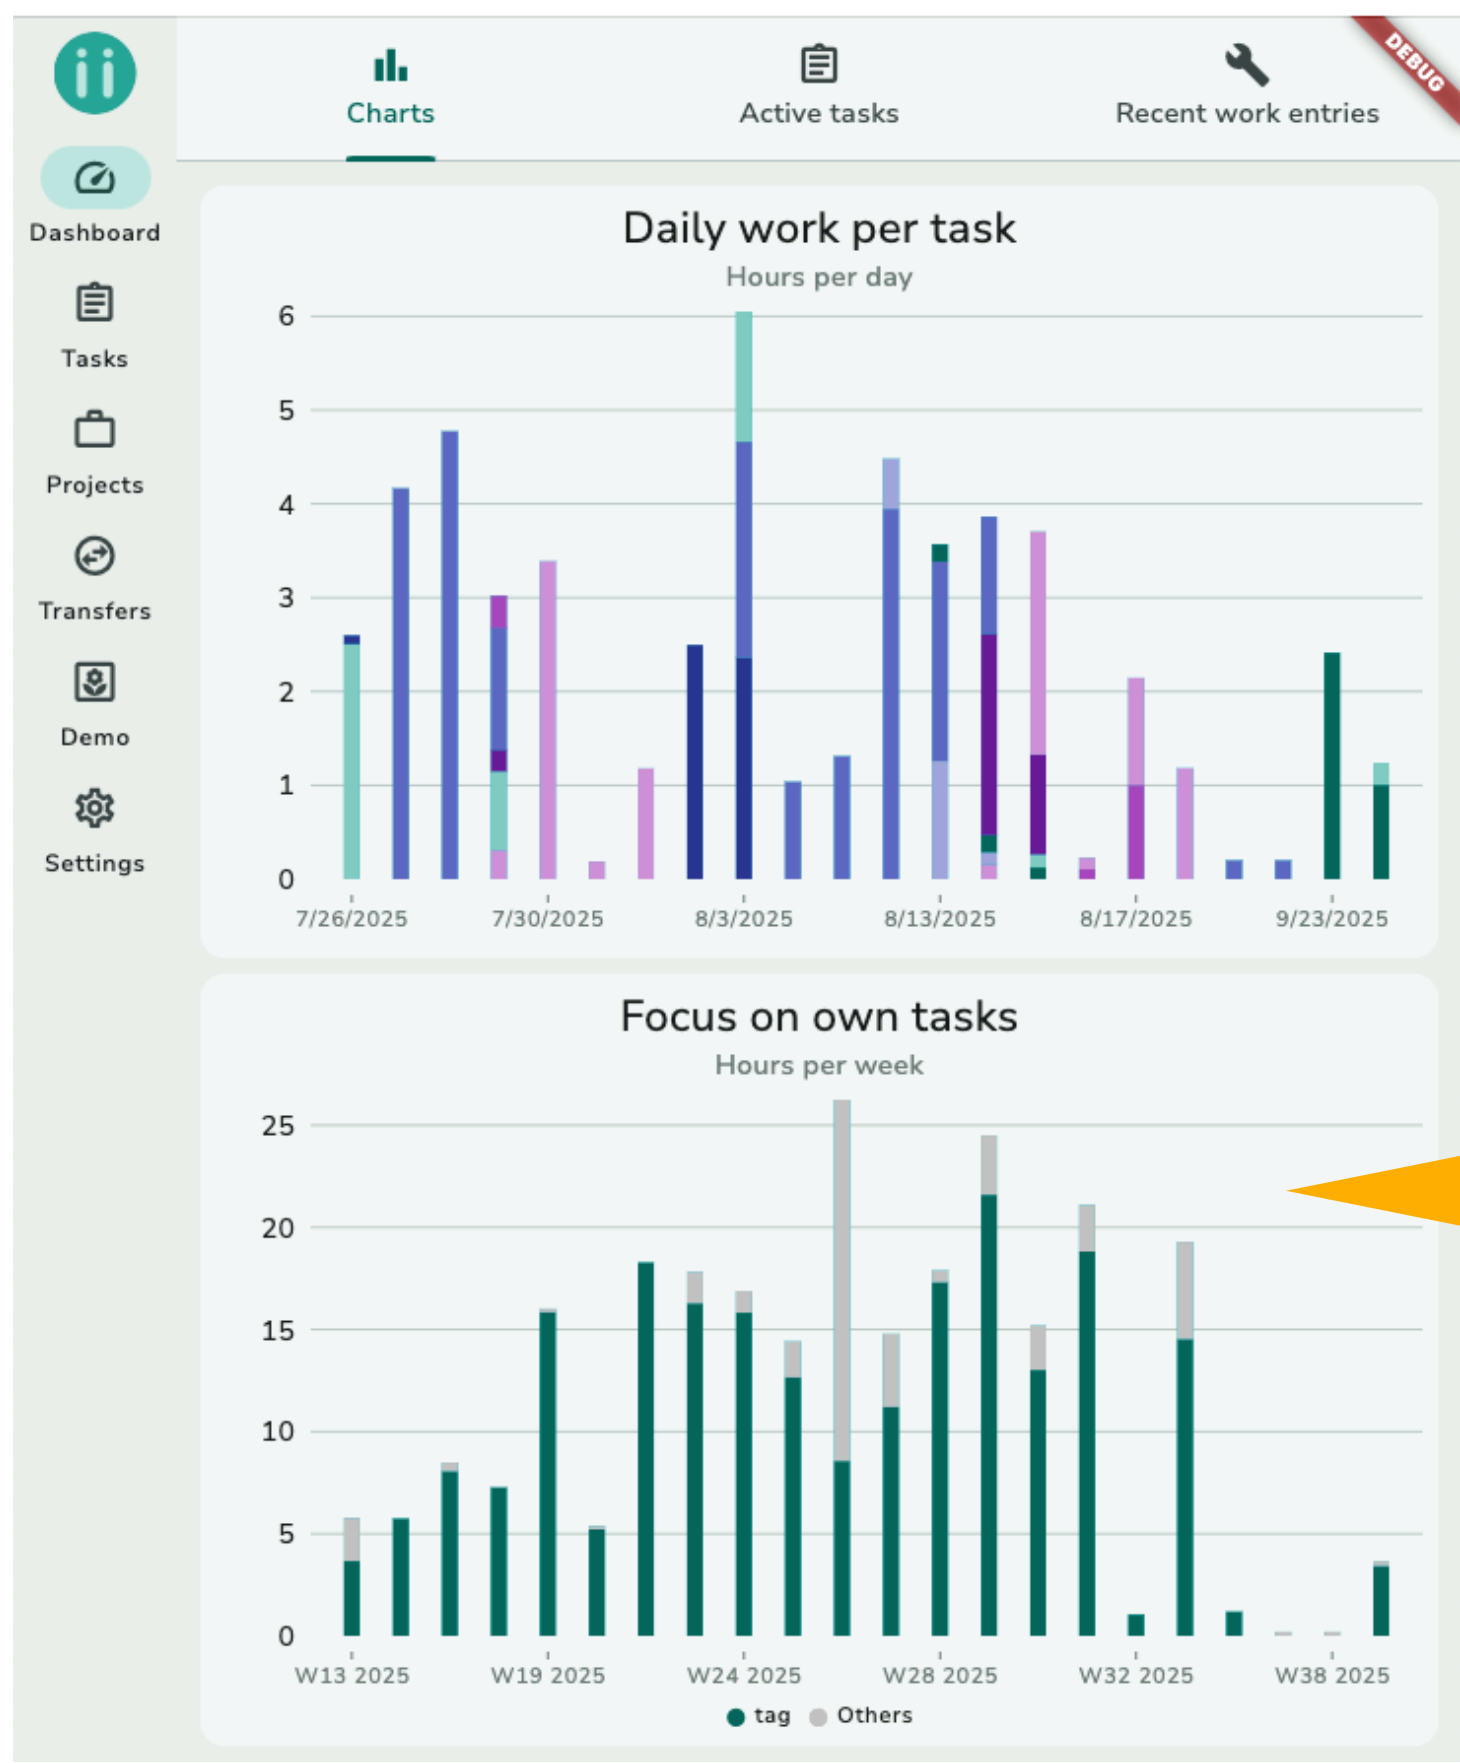 ii
Charts
Active tasks
Recent work entries
DEBUG
Dashboard
Tasks
Projects
Transfers
Demo
Settings
Daily work per task
Hours per day
6
5
4
3
2
1
0
7/26/2025 7/30/2025 8/3/2025 8/13/2025 8/17/2025 9/23/2025
Focus on own tasks
Hours per week
25
20
15
10
5
0
W13 2025 W19 2025 W24 2025 W28 2025 W32 2025 W38 2025
tag Others